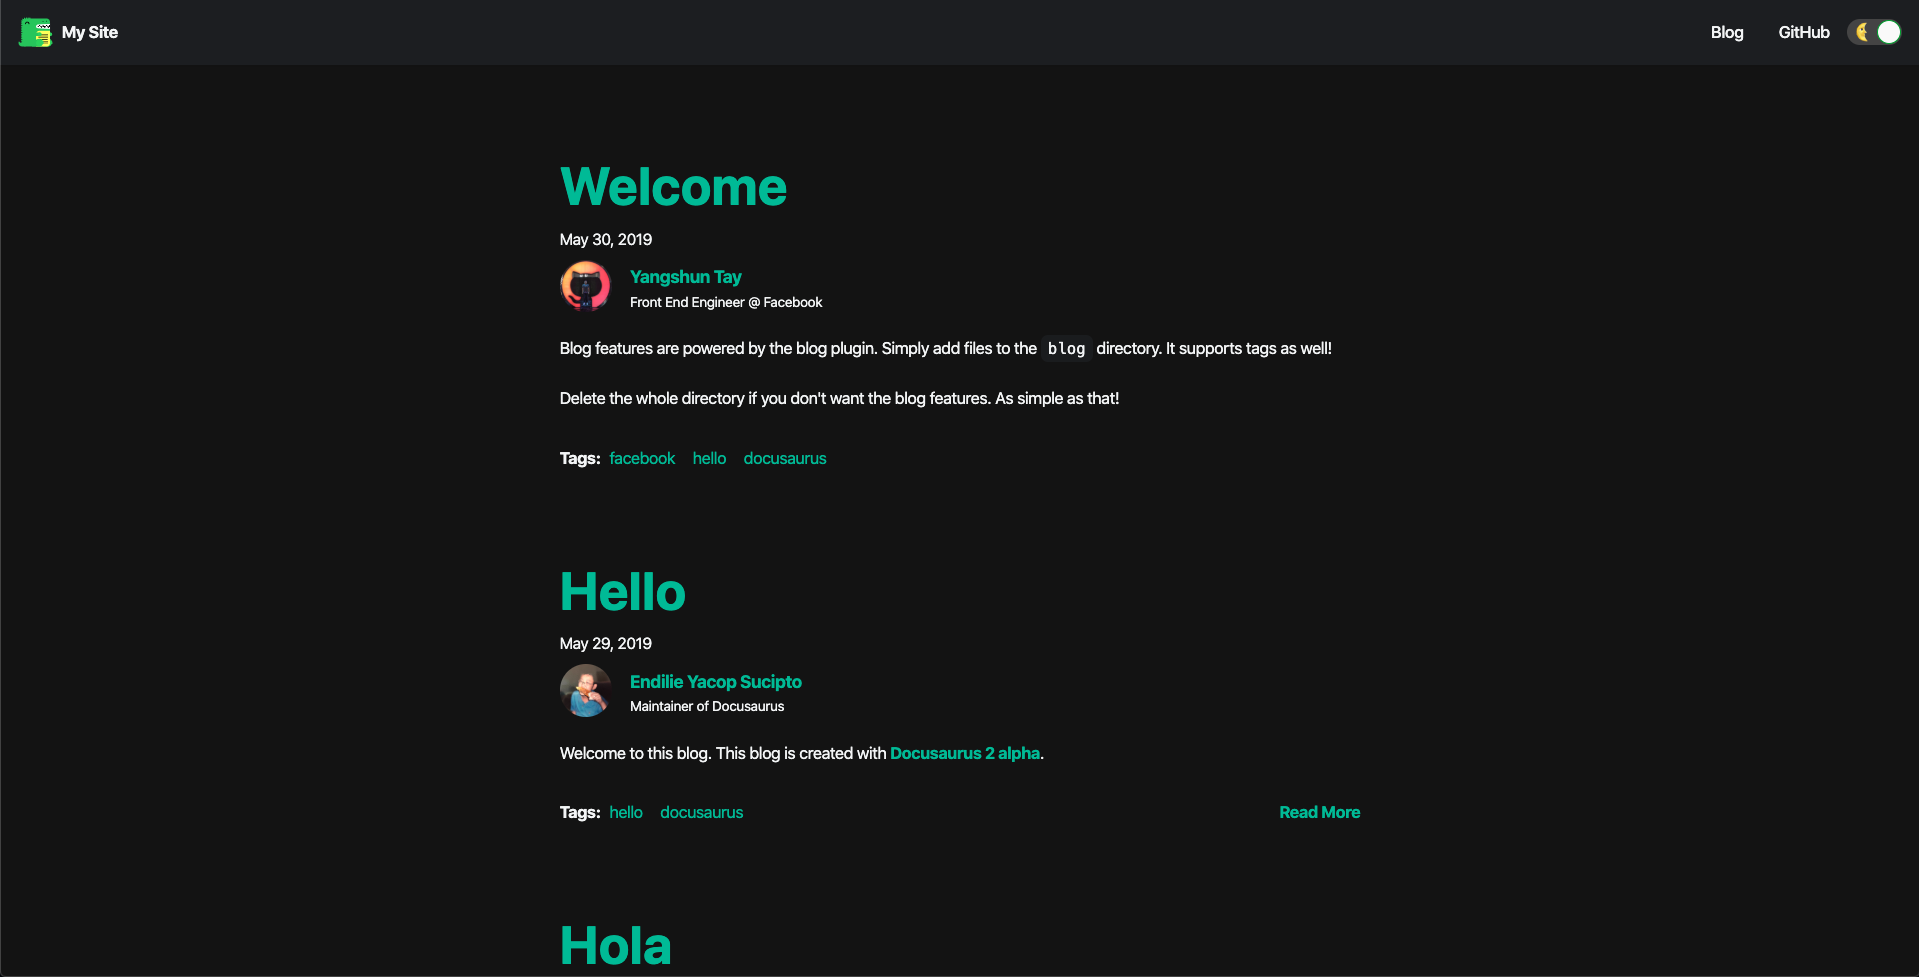 My Site
Blog
GitHub
Welcome
May 30, 2019
Yangshun Tay
Front End Engineer @ Facebook
Blog features are powered by the blog plugin. Simply add files to the blog directory. It supports tags as well!
Delete the whole directory if you don't want the blog features. As simple as that!
Tags: facebook hello docusaurus
Hello
May 29, 2019
Endilie Yacop Sucipto
Maintainer of Docusaurus
Welcome to this blog. This blog is created with Docusaurus 2 alpha.
Tags: hello docusaurus
Read More
Hola